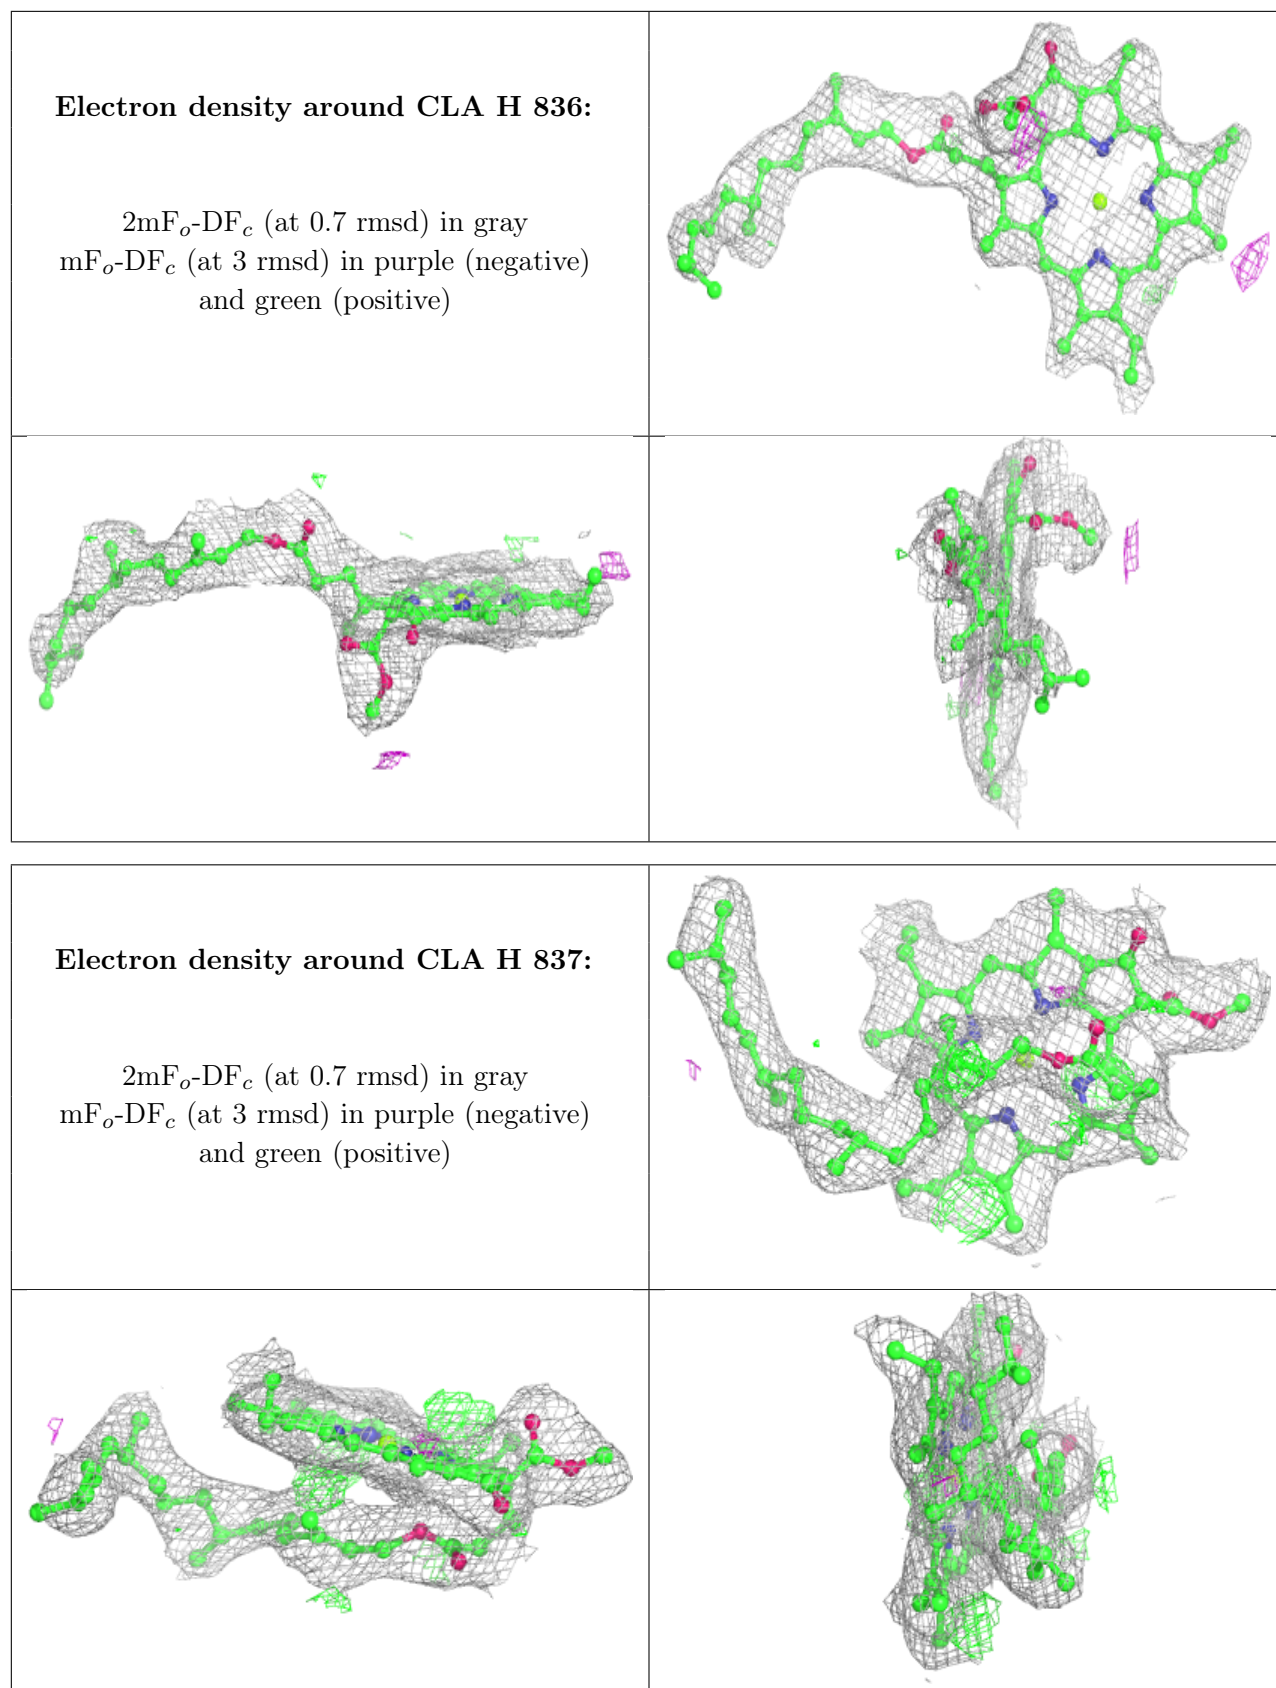 Electron density around CLA H 836:
2mFₒ-DF𝒸 (at 0.7 rmsd) in gray
mFₒ-DF𝒸 (at 3 rmsd) in purple (negative)
and green (positive)
Electron density around CLA H 837:
2mFₒ-DF𝒸 (at 0.7 rmsd) in gray
mFₒ-DF𝒸 (at 3 rmsd) in purple (negative)
and green (positive)